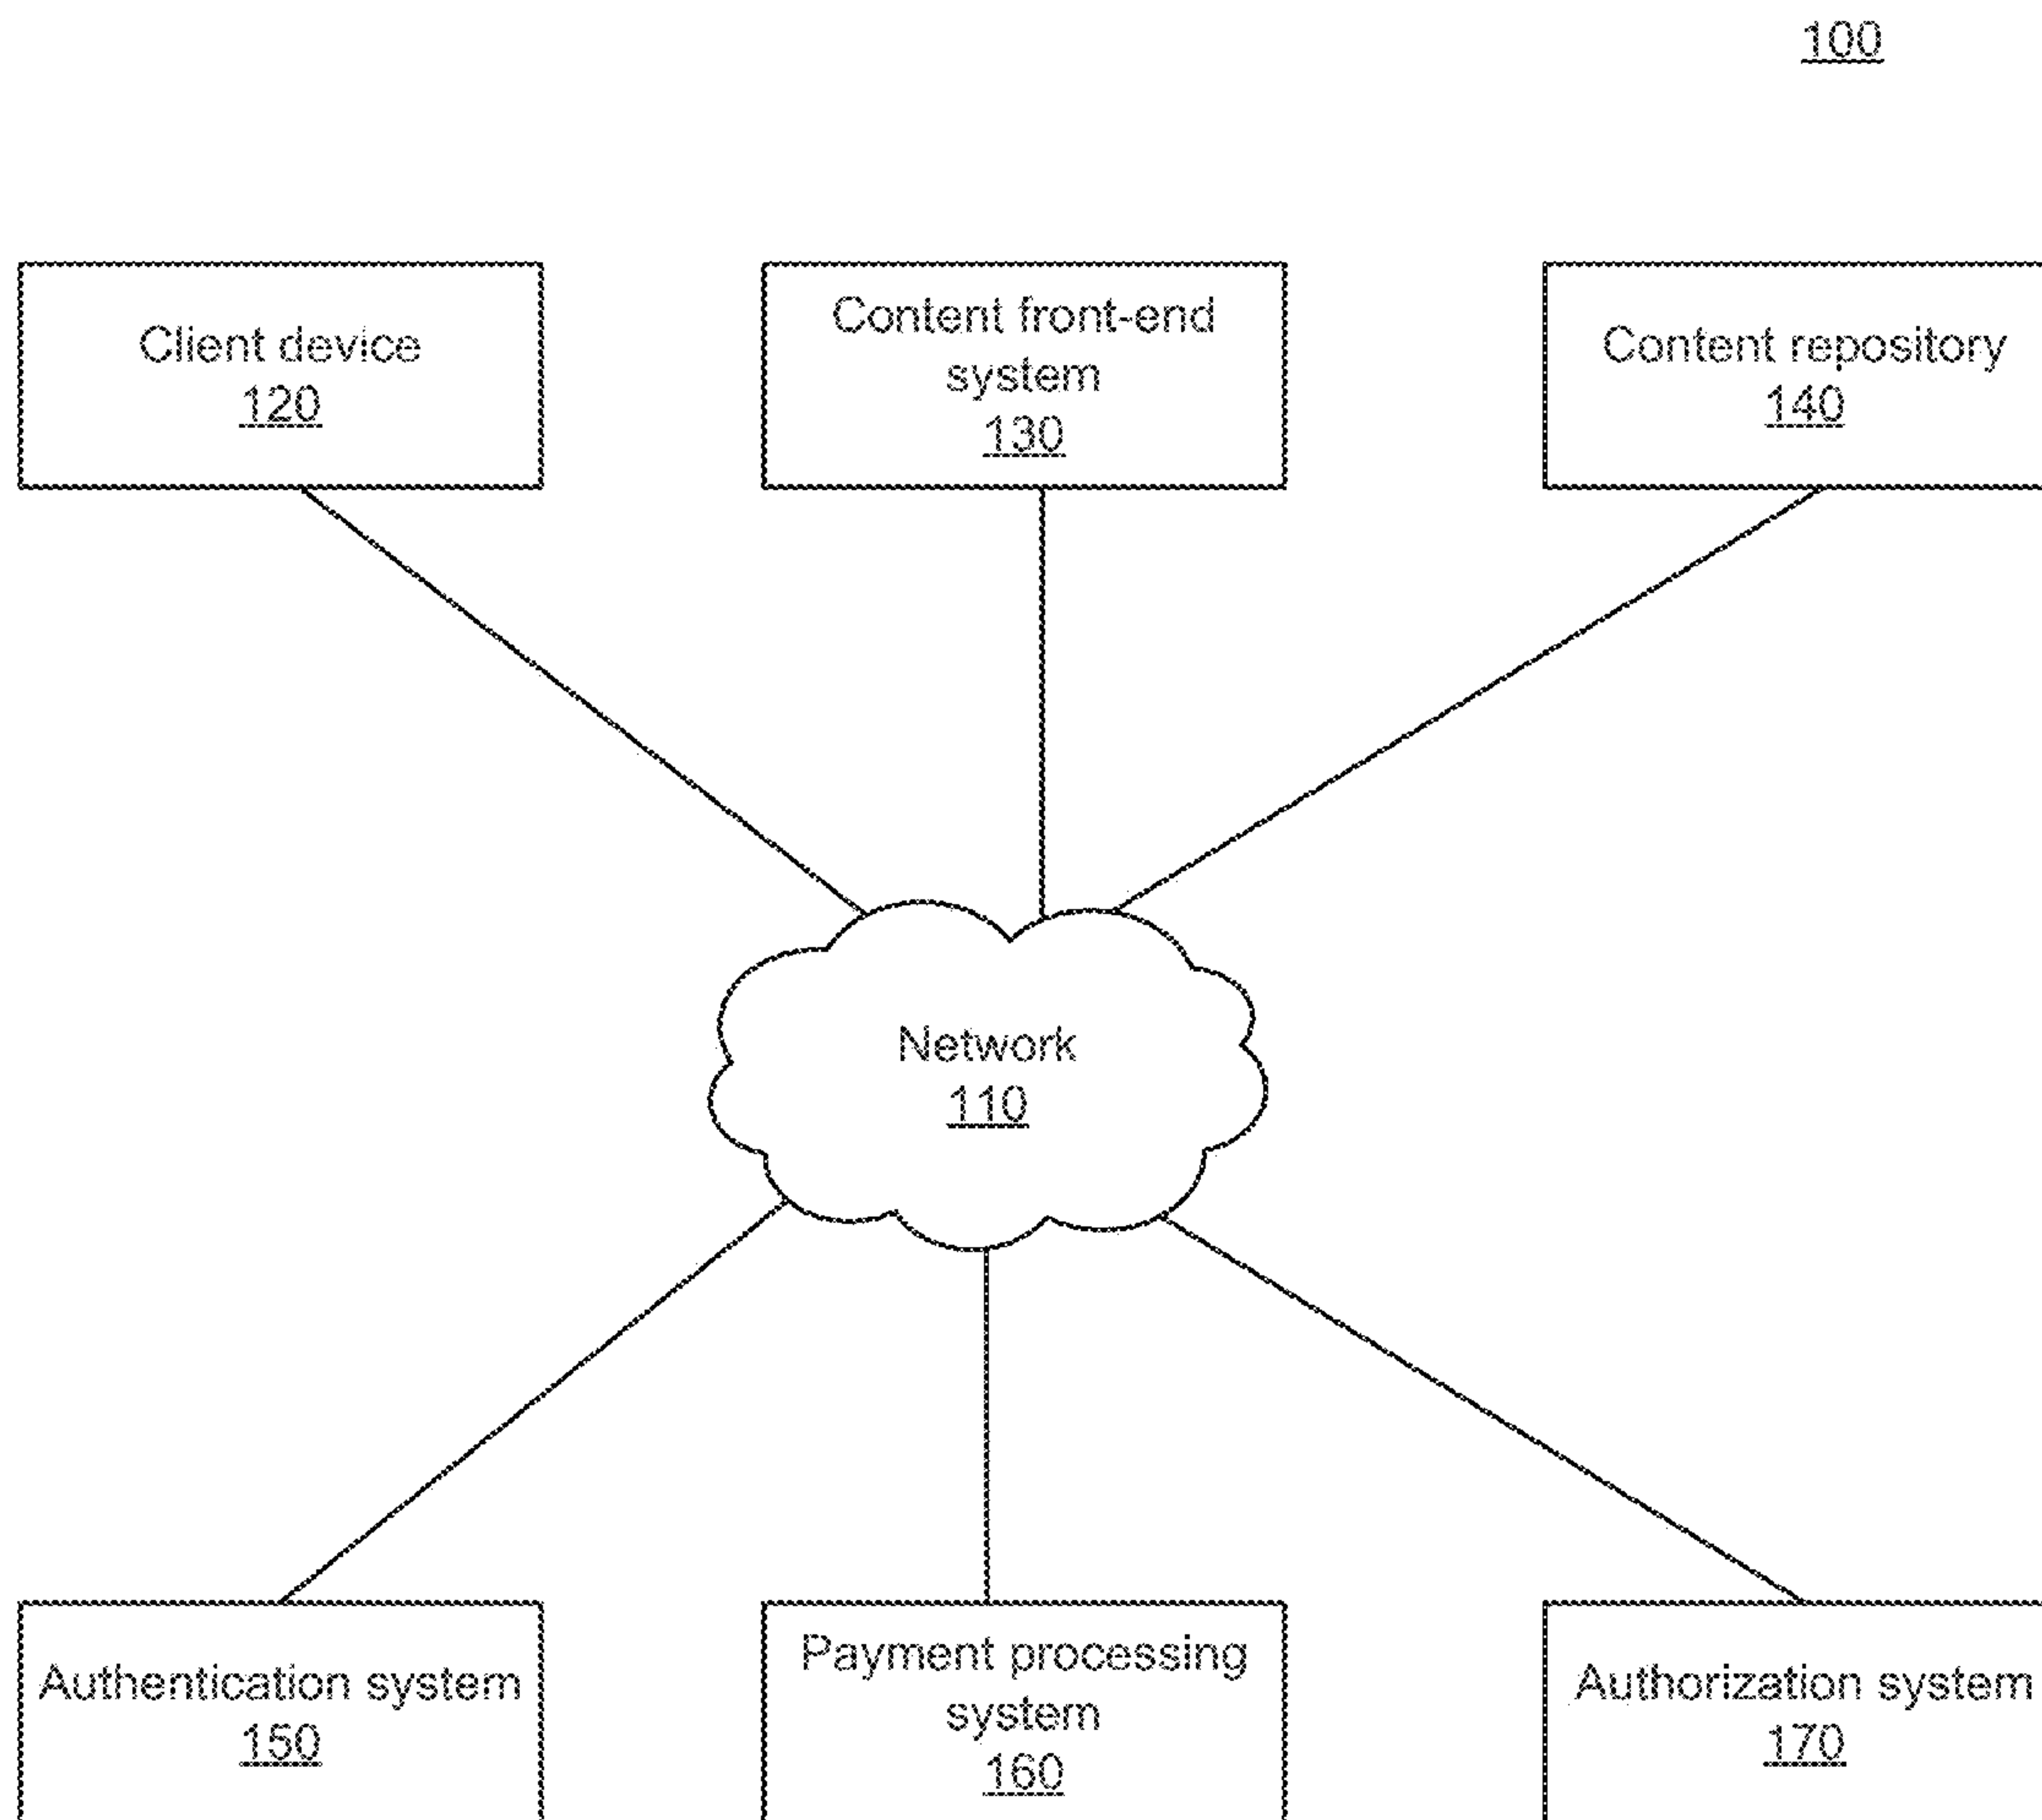 100
Client device
120
Content front-end
system
130
Content repository
140
Network
110
Authentication system
150
Payment processing
system
160
Authorization system
170